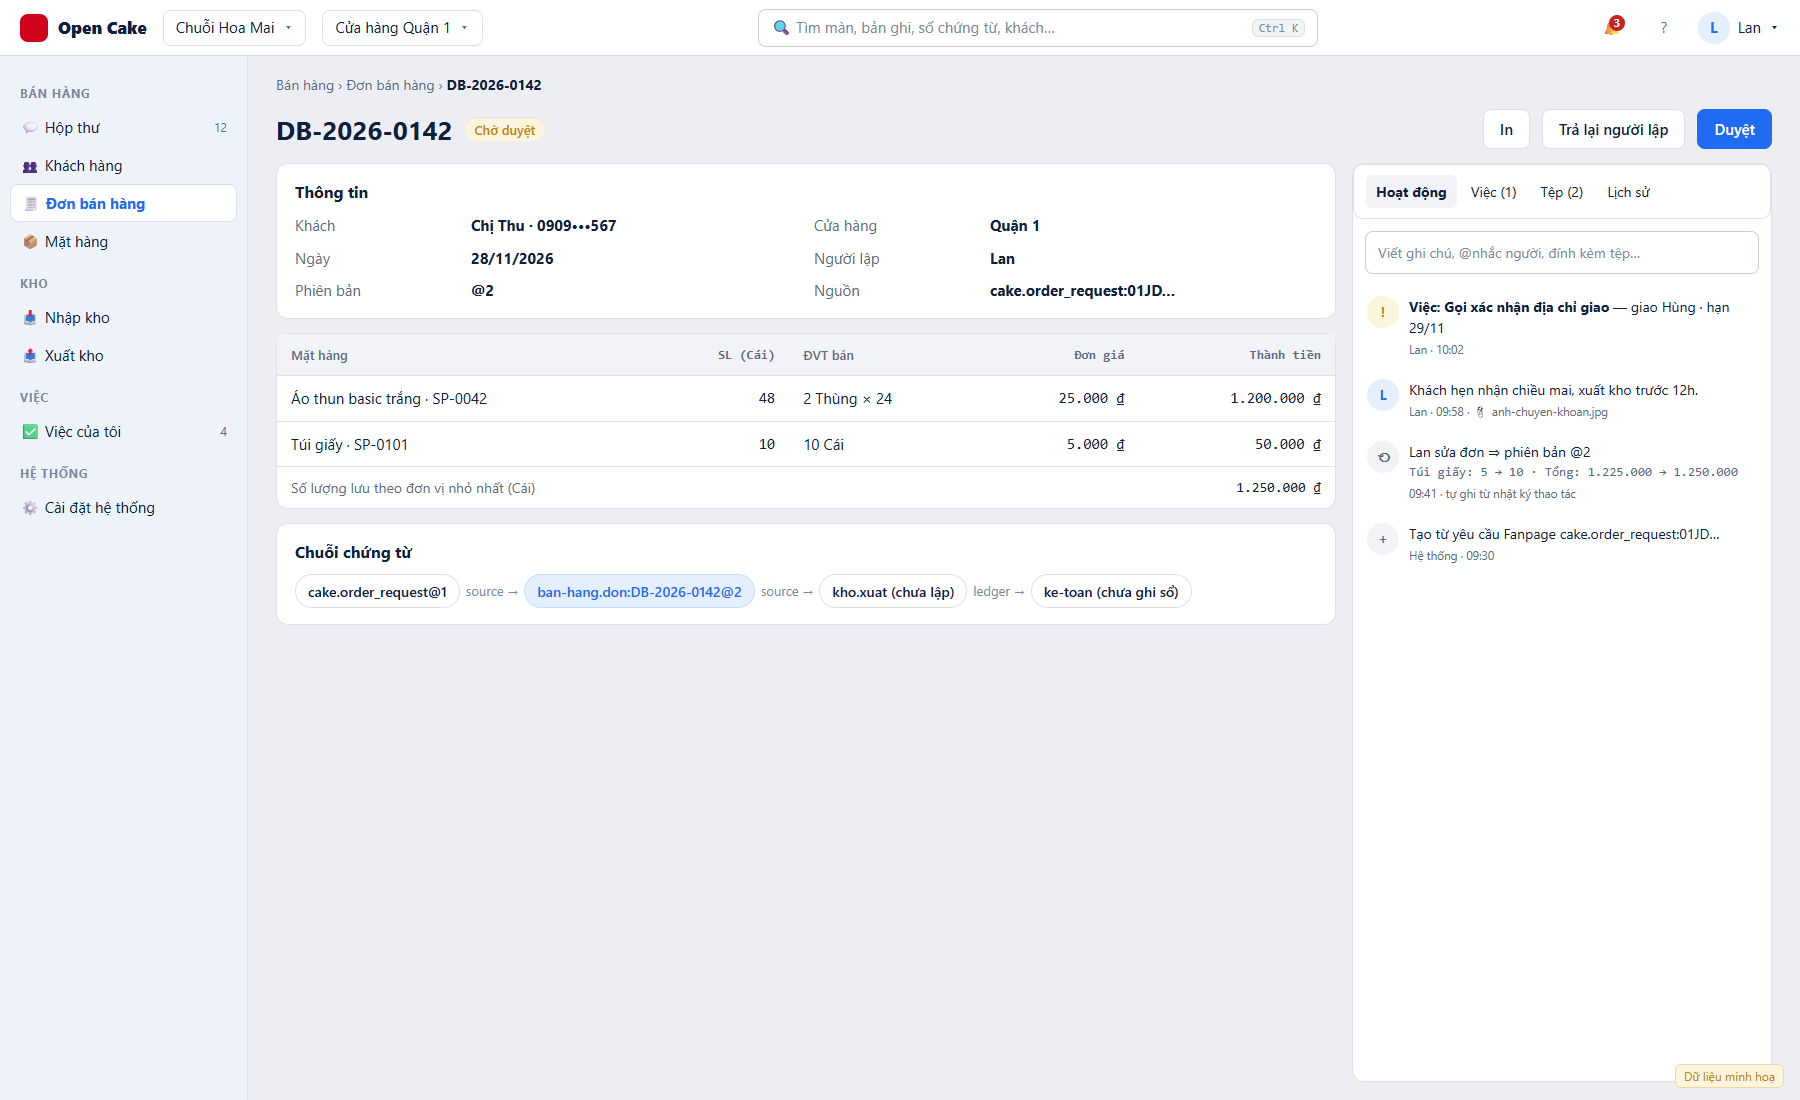 Open Cake
Chuỗi Hoa Mai
Cửa hàng Quận 1
Tìm màn, bản ghi, số chứng từ, khách...
Ctrl K
3
?
L
Lan
BÁN HÀNG
Hộp thư 12
Khách hàng
Đơn bán hàng
Mặt hàng
KHO
Nhập kho
Xuất kho
VIỆC
Việc của tôi 4
HỆ THỐNG
Cài đặt hệ thống
Bán hàng › Đơn bán hàng › DB-2026-0142
DB-2026-0142 Chờ duyệt
In
Trả lại người lập
Duyệt
Thông tin
Khách Chị Thu · 0909•••567 Cửa hàng Quận 1
Ngày 28/11/2026 Người lập Lan
Phiên bản @2 Nguồn cake.order_request:01JD...
Mặt hàng SL (Cái) ĐVT bán Đơn giá Thành tiền
Áo thun basic trắng · SP-0042 48 2 Thùng × 24 25.000 ₫ 1.200.000 ₫
Túi giấy · SP-0101 10 10 Cái 5.000 ₫ 50.000 ₫
Số lượng lưu theo đơn vị nhỏ nhất (Cái) 1.250.000 ₫
Chuỗi chứng từ
cake.order_request@1 source → ban-hang.don:DB-2026-0142@2 source → kho.xuat (chưa lập) ledger → ke-toan (chưa ghi sổ)
Hoạt động Việc (1) Tệp (2) Lịch sử
Viết ghi chú, @nhắc người, đính kèm tệp...
!
Việc: Gọi xác nhận địa chỉ giao — giao Hùng · hạn
29/11
Lan · 10:02
L
Khách hẹn nhận chiều mai, xuất kho trước 12h.
Lan · 09:58 · anh-chuyen-khoan.jpg
Lan sửa đơn ⇒ phiên bản @2
Túi giấy: 5 → 10 · Tổng: 1.225.000 → 1.250.000
09:41 · tự ghi từ nhật ký thao tác
+
Tạo từ yêu cầu Fanpage cake.order_request:01JD...
Hệ thống · 09:30
Dữ liệu minh hoạ